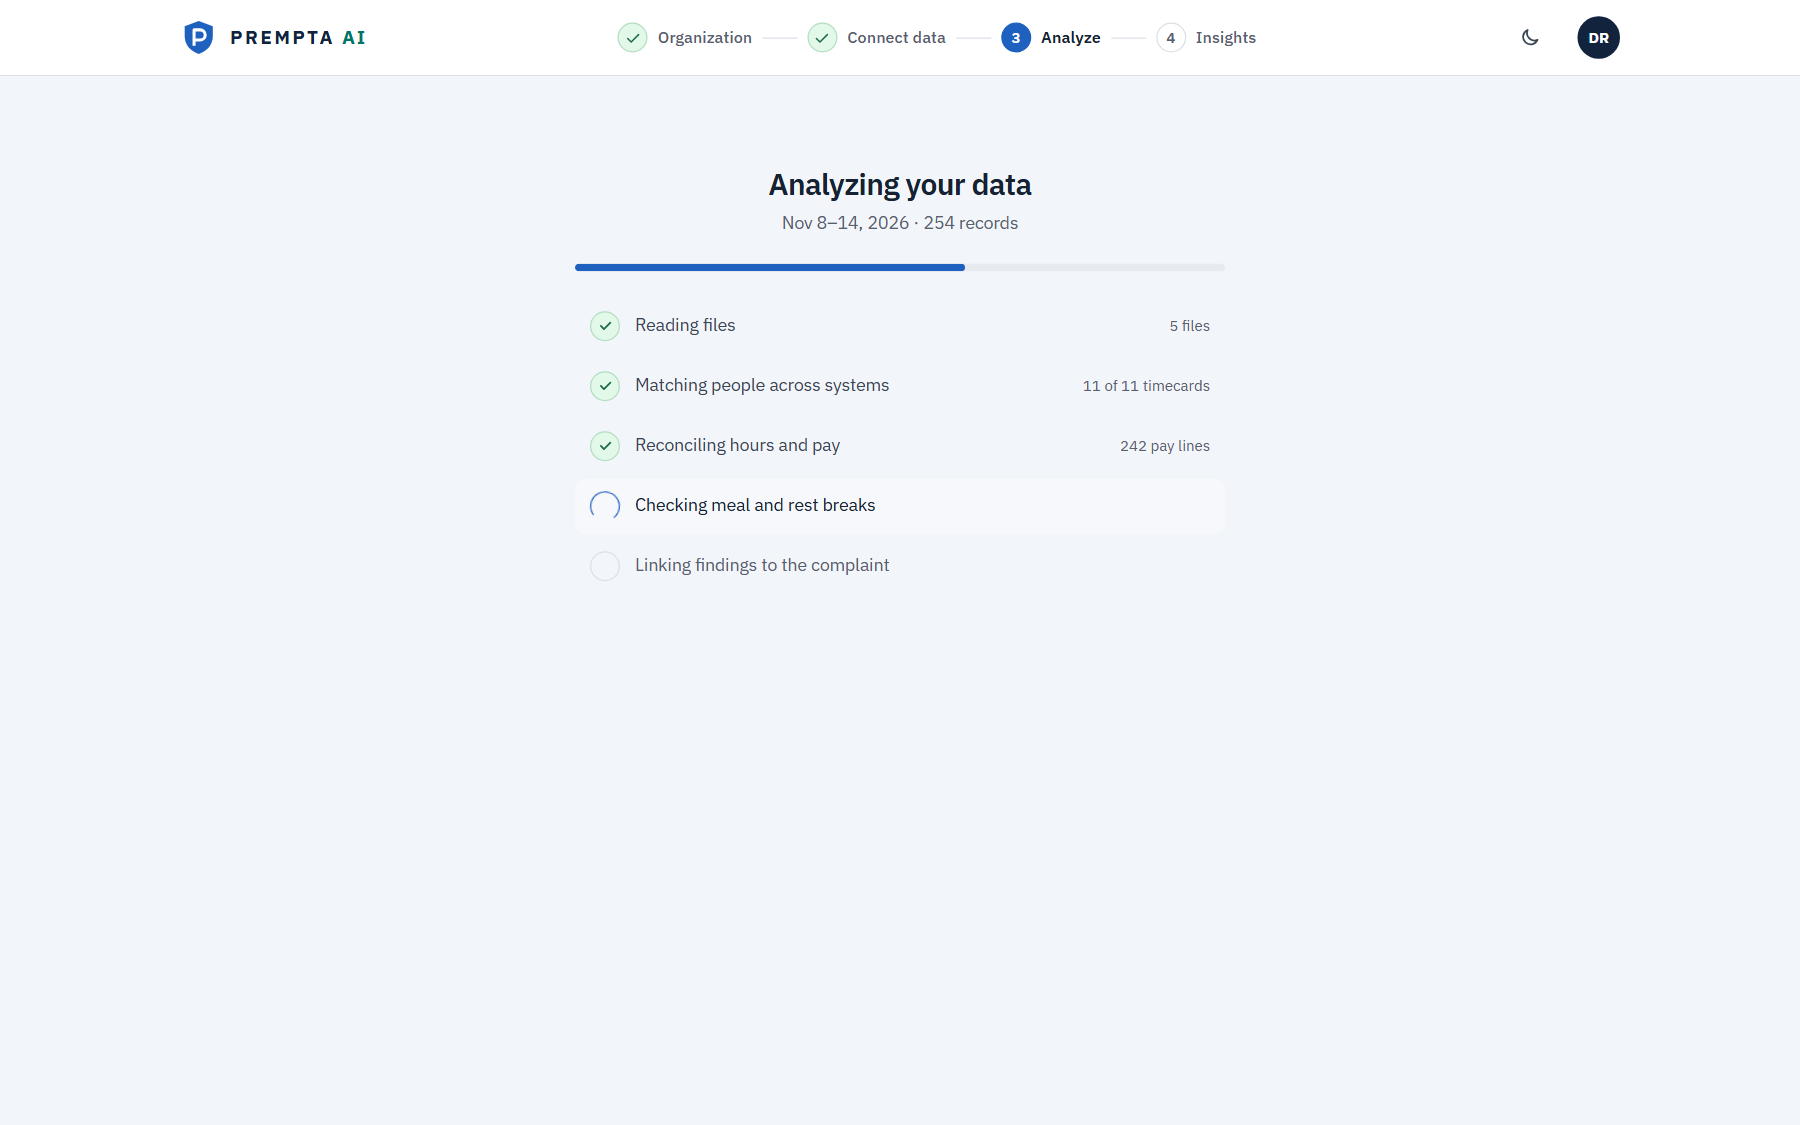 PREMPTA AI
Organization
Connect data
3 Analyze
4 Insights
DR
Analyzing your data
Nov 8–14, 2026 · 254 records
Reading files 5 files
Matching people across systems 11 of 11 timecards
Reconciling hours and pay 242 pay lines
Checking meal and rest breaks
Linking findings to the complaint